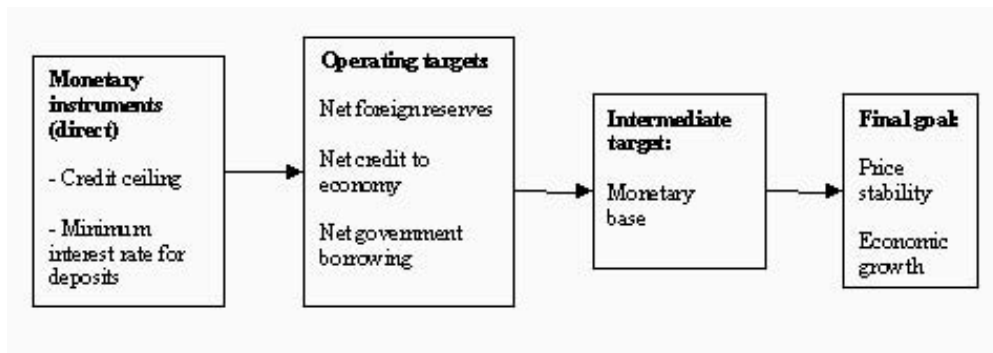 Monetary
instruments
(direct)
- Credit ceiling
- Minimum
interest rate for
deposits
Operating targets
Net foreign reserves
Net credit to
economy
Net government
borrowing
Intermediate
target:
Monetary
base
Final goal:
Price
stability
Economic
growth